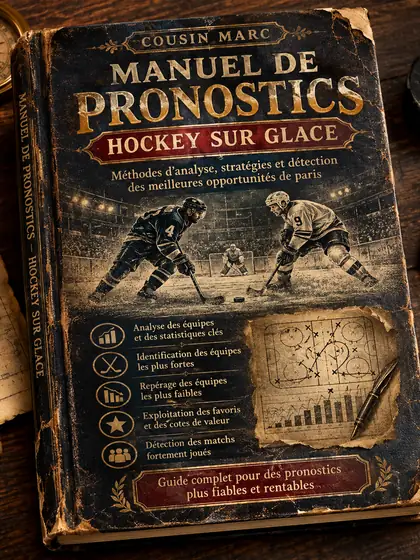 COUSIN MARC
MANUEL DE
PRONOSTICS
HOCKEY SUR GLACE
Méthodes d'analyse, stratégies et détection
des meilleures opportunités de paris
4
9
Analyse des équipes
et des statistiques clés
Identification des équipes
les plus fortes
Repérage des équipes
les plus faibles
Exploitation des favoris
et des cotes de valeur
Détection des matchs
fortement joués
Guide complet pour des pronostics
plus fiables et rentables
MANUEL DE PRONOSTICS HOCKEY SUR GLACE